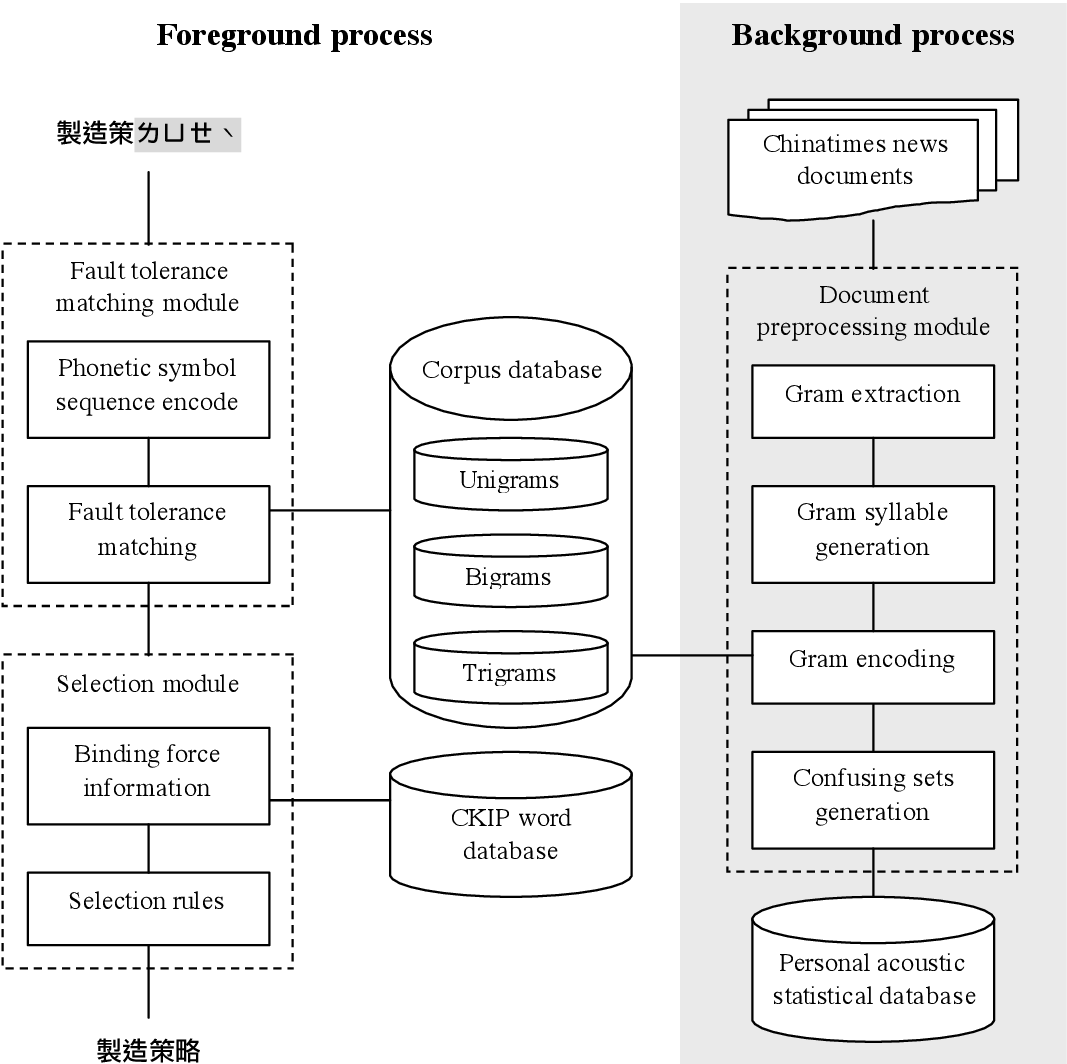 Foreground process
製造策ㄌㄩㄝˋ
Fault tolerance
matching module
Phonetic symbol
sequence encode
Fault tolerance
matching
Selection module
Binding force
information
Selection rules
製造策略
Corpus database
Unigrams
Bigrams
Trigrams
CKIP word
database
Background process
Chinatimes news
documents
Document
preprocessing module
Gram extraction
Gram syllable
generation
Gram encoding
Confusing sets
generation
Personal acoustic
statistical database